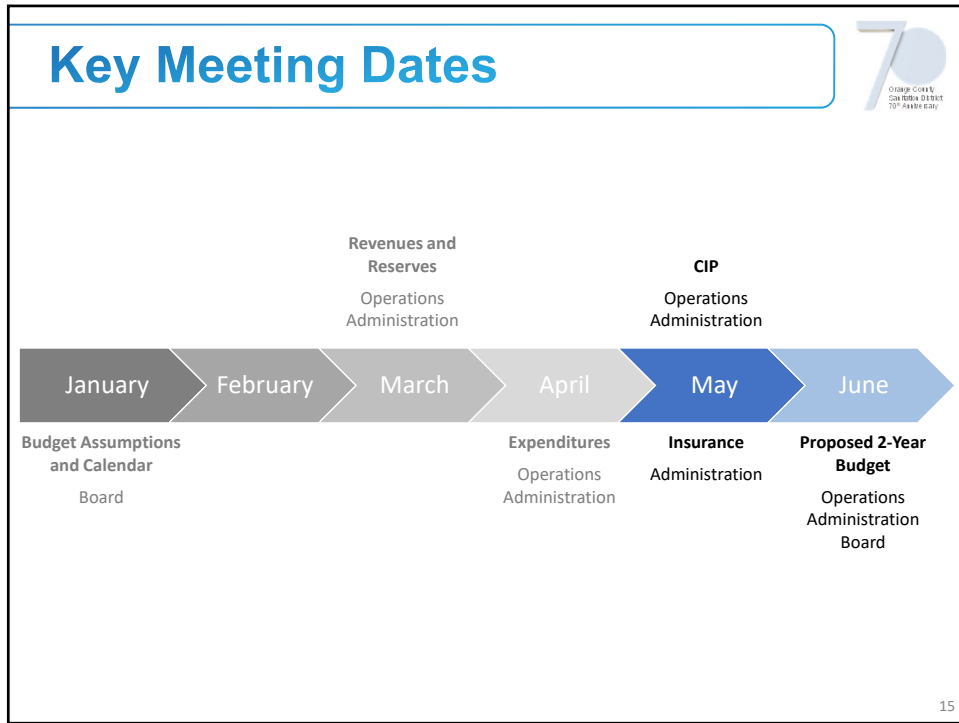 Key Meeting Dates
Orange County
Sanitation District
70th Anniversary
Revenues and
Reserves
Operations
Administration
CIP
Operations
Administration
January
February
March
April
May
June
Budget Assumptions
and Calendar
Board
Expenditures
Operations
Administration
Insurance
Administration
Proposed 2-Year
Budget
Operations
Administration
Board
15